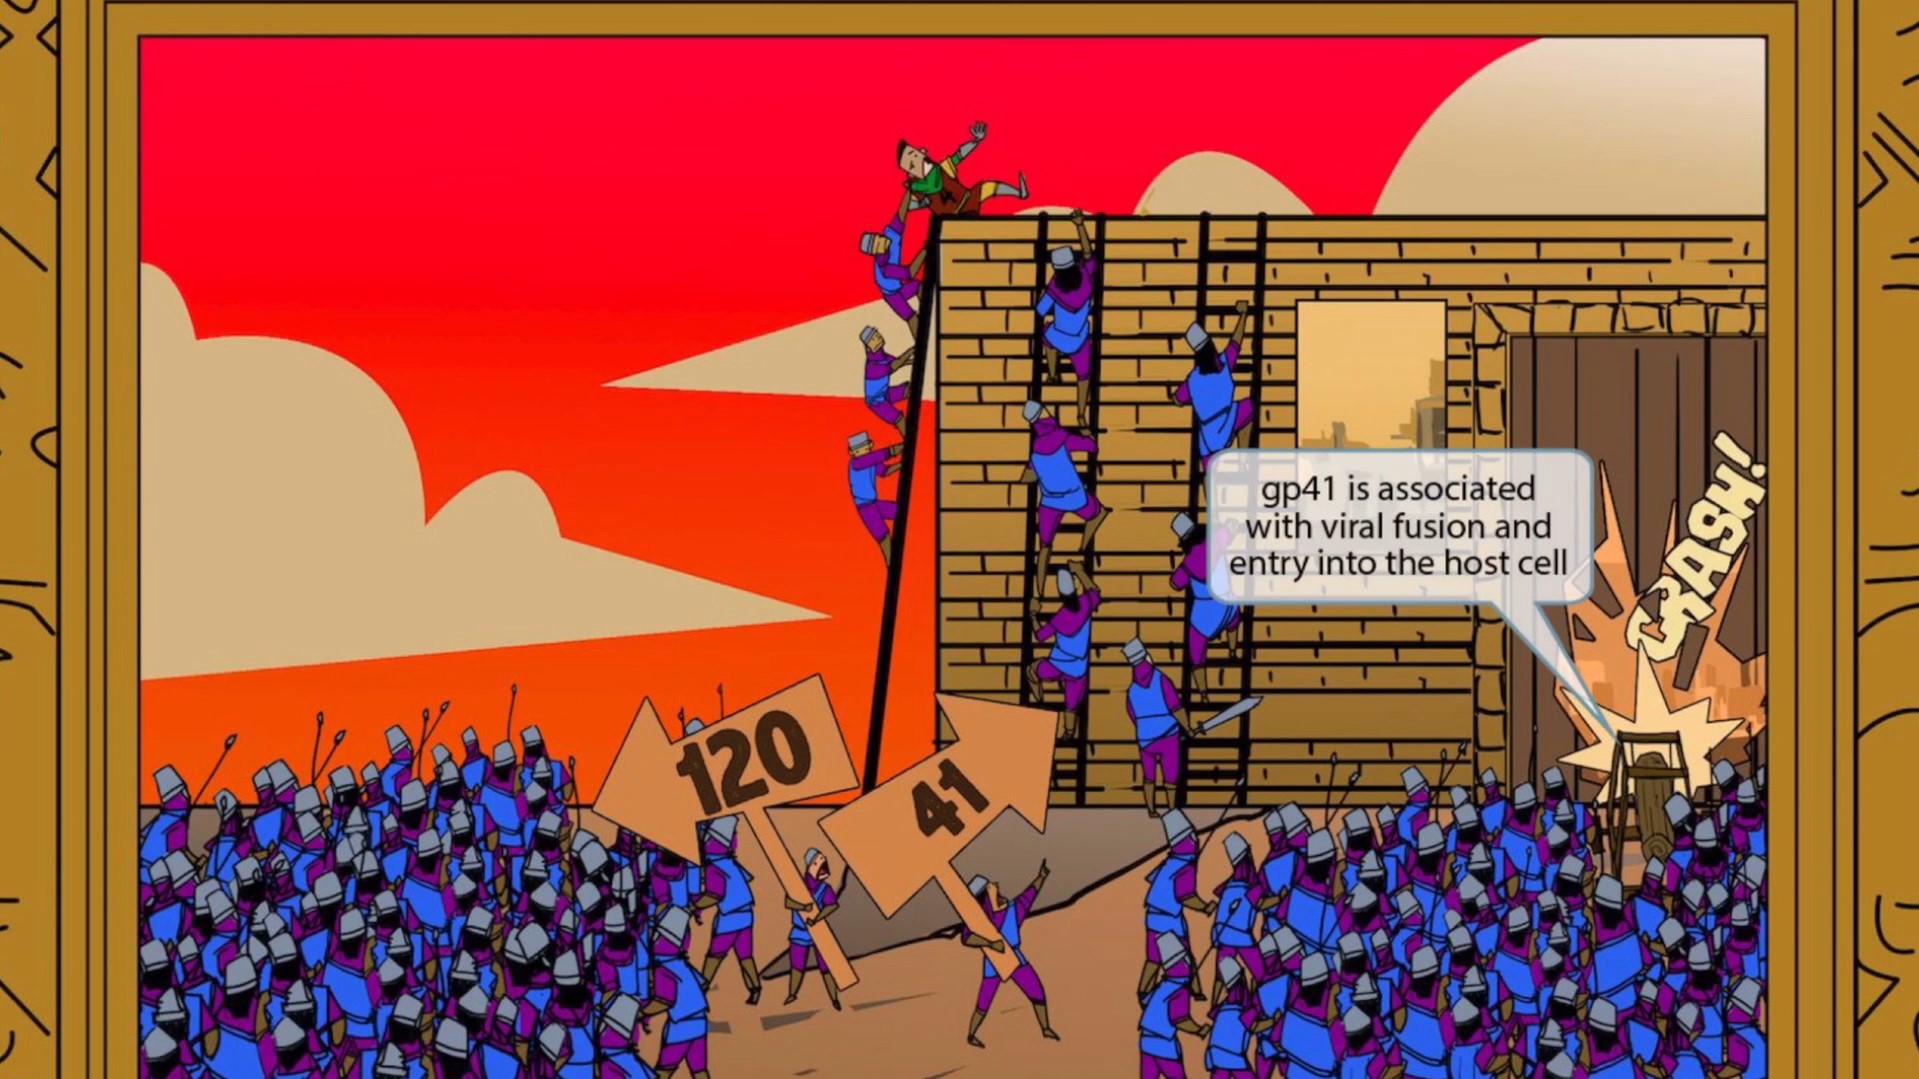 gp41 is associated
with viral fusion and
entry into the host cell
CRASH!
120
41